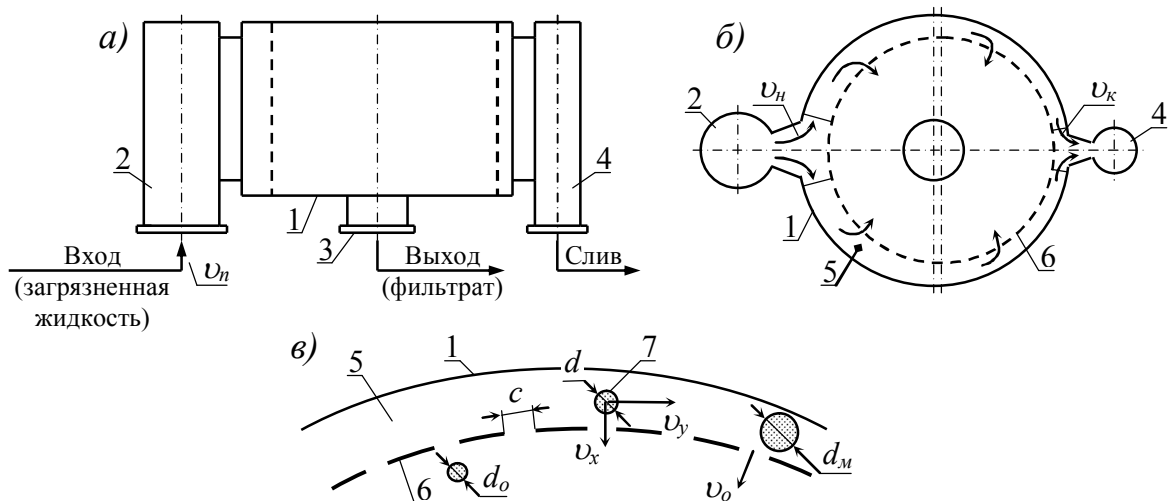 а)
2
4
1
3
Вход
(загрязненная
жидкость)
υп
Выход
(фильтрат)
Слив
б)
2
υн
υк
4
1
5
6
в)
5
1
c
d
7
υy
υx
6
dо
υо
dм